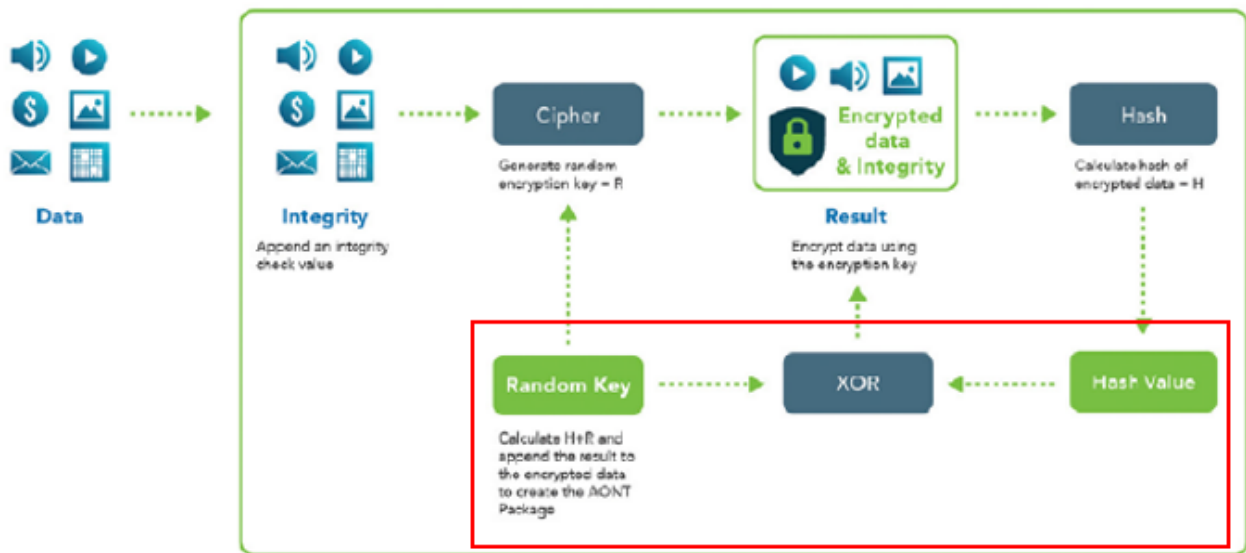 Cipher
Encrypted
data
& Integrity
Hash
Generate random
encryption key – R
Calculate hash of
encrypted data – H
Data
Integrity
Result
Append an integrity
check value
Encrypt data using
the encryption key
Random Key
XOR
Hash Value
Calculate H+R and
append the result to
the encrypted data
to create the AONT
Package